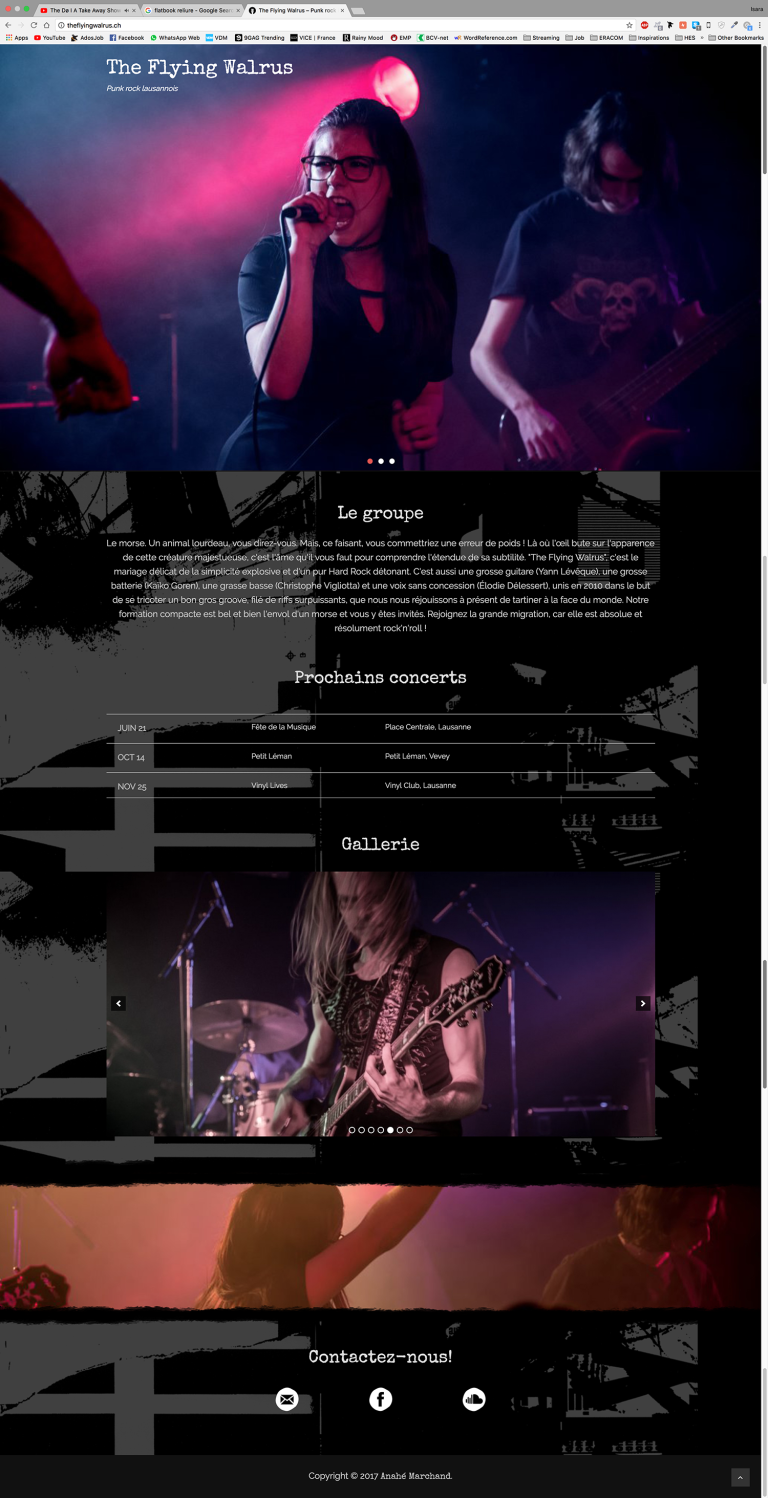 Ivara
The Dø I A Take Away Show
flatbook reliure - Google Sear
The Flying Walrus – Punk rock
theflyingwalrus.ch
Apps YouTube AdosJob Facebook WhatsApp Web VDM 9GAG Trending VICE | France Rainy Mood EMP BCV-net WordReference.com Streaming Job ERACOM Inspirations HES » Other Bookmarks
The Flying Walrus
Punk rock lausannois
Le groupe
Le morse. Un animal lourdeau, vous direz-vous. Mais, ce faisant, vous commettriez une erreur de poids ! Là où l'œil bute sur l'apparence
de cette créature majestueuse, c'est l'âme qu'il vous faut pour comprendre l'étendue de sa subtilité. "The Flying Walrus", c'est le
mariage délicat de la simplicité explosive et d'un pur Hard Rock détonant. C'est aussi une grosse guitare (Yann Lévêque), une grosse
batterie (Kaïko Goren), une grasse basse (Christophe Vigliotta) et une voix sans concession (Élodie Délessert), unis en 2010 dans le but
de se tricoter un bon gros groove, filé de riffs surpuissants, que nous nous réjouissons à présent de tartiner à la face du monde. Notre
formation compacte est bel et bien l'envol d'un morse et vous y êtes invités. Rejoignez la grande migration, car elle est absolue et
résolument rock'n'roll !
Prochains concerts
JUIN 21 Fête de la Musique Place Centrale, Lausanne
OCT 14 Petit Léman Petit Léman, Vevey
NOV 25 Vinyl Lives Vinyl Club, Lausanne
Gallerie
Contactez-nous!
Copyright © 2017 Anahé Marchand.